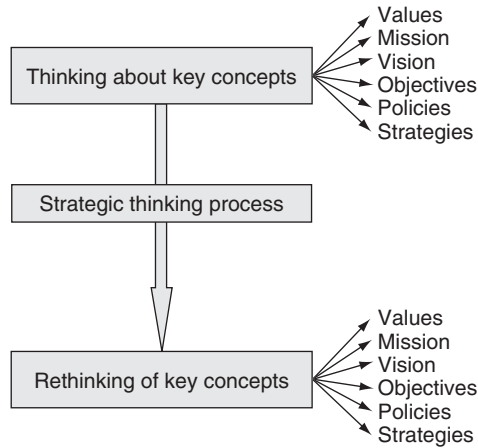 Values
Mission
Vision
Thinking about key concepts
Objectives
Policies
Strategies
Strategic thinking process
Values
Mission
Vision
Rethinking of key concepts
Objectives
Policies
Strategies